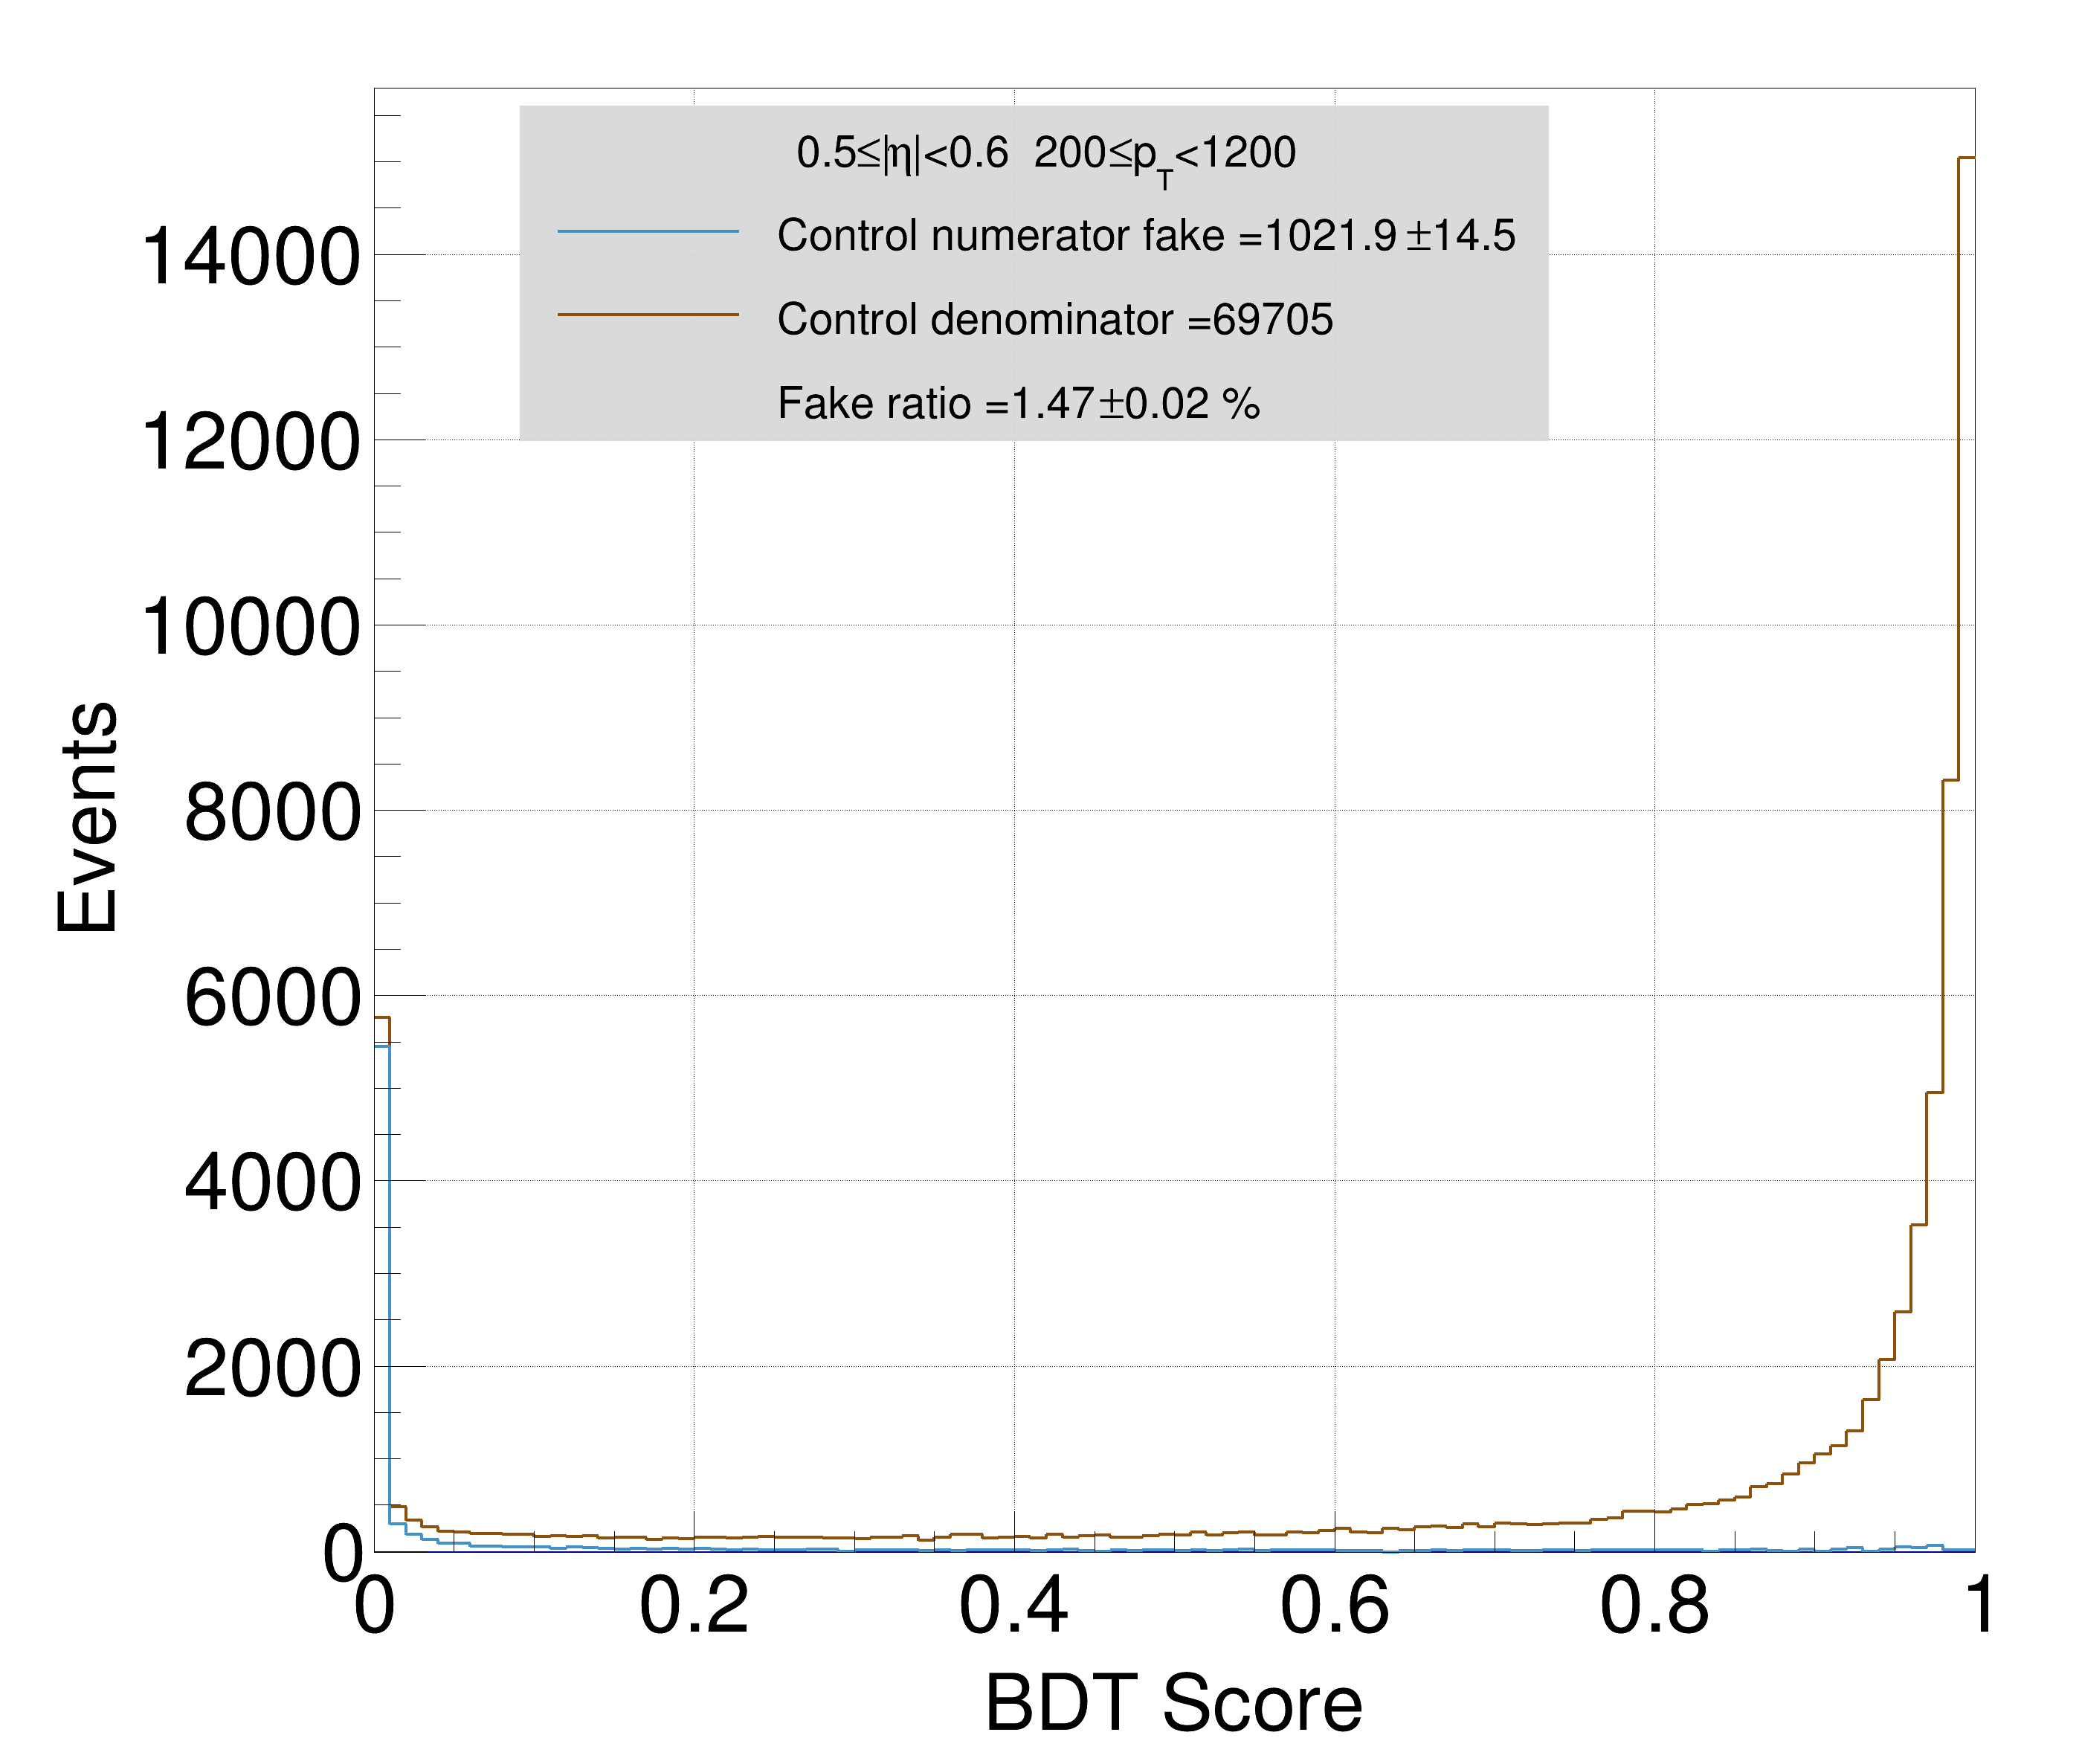 0.5≤|η|<0.6 200≤p_T<1200
Control numerator fake =1021.9±14.5
Control denominator =69705
Fake ratio =1.47±0.02 %
14000
12000
10000
8000
6000
4000
2000
0
Events
0 0.2 0.4 0.6 0.8 1
BDT Score